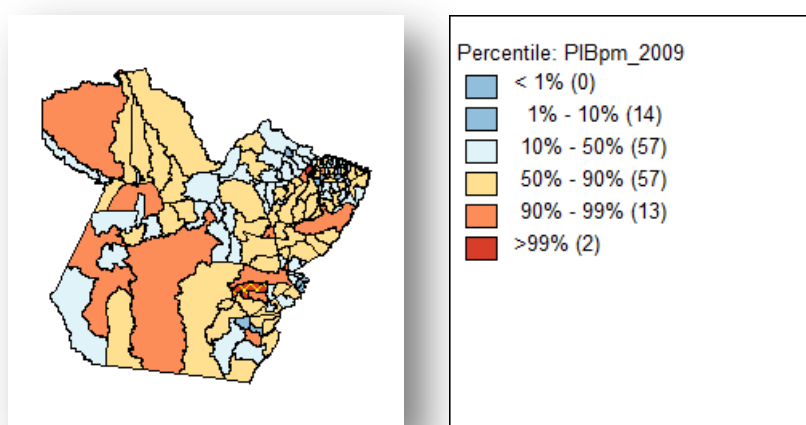 Percentile: PIBpm_2009
< 1% (0)
1% - 10% (14)
10% - 50% (57)
50% - 90% (57)
90% - 99% (13)
>99% (2)